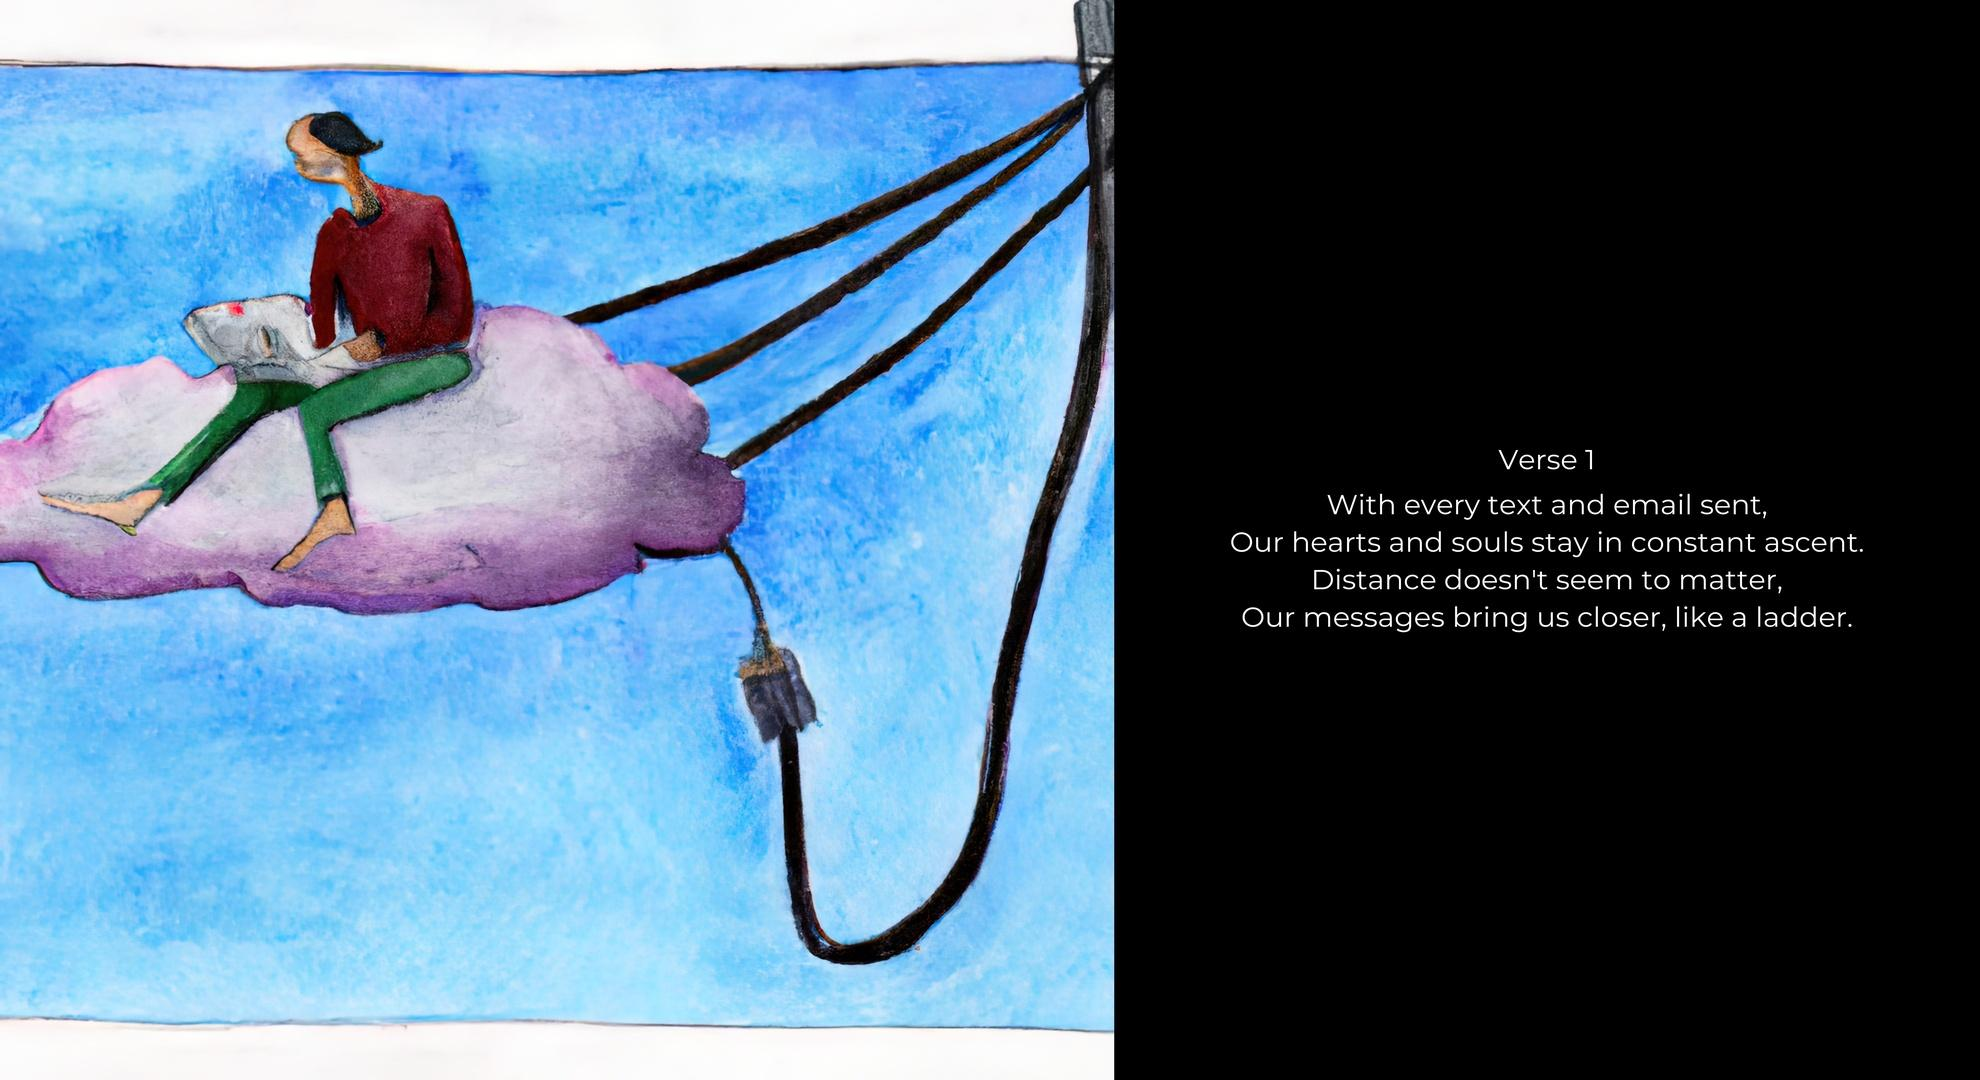 Verse 1
With every text and email sent,
Our hearts and souls stay in constant ascent.
Distance doesn't seem to matter,
Our messages bring us closer, like a ladder.